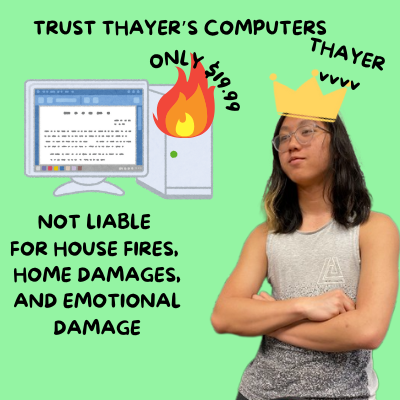 TRUST THAYER'S COMPUTERS
ONLY $19.99
THAYER
vvvv
NOT LIABLE
FOR HOUSE FIRES,
HOME DAMAGES,
AND EMOTIONAL
DAMAGE